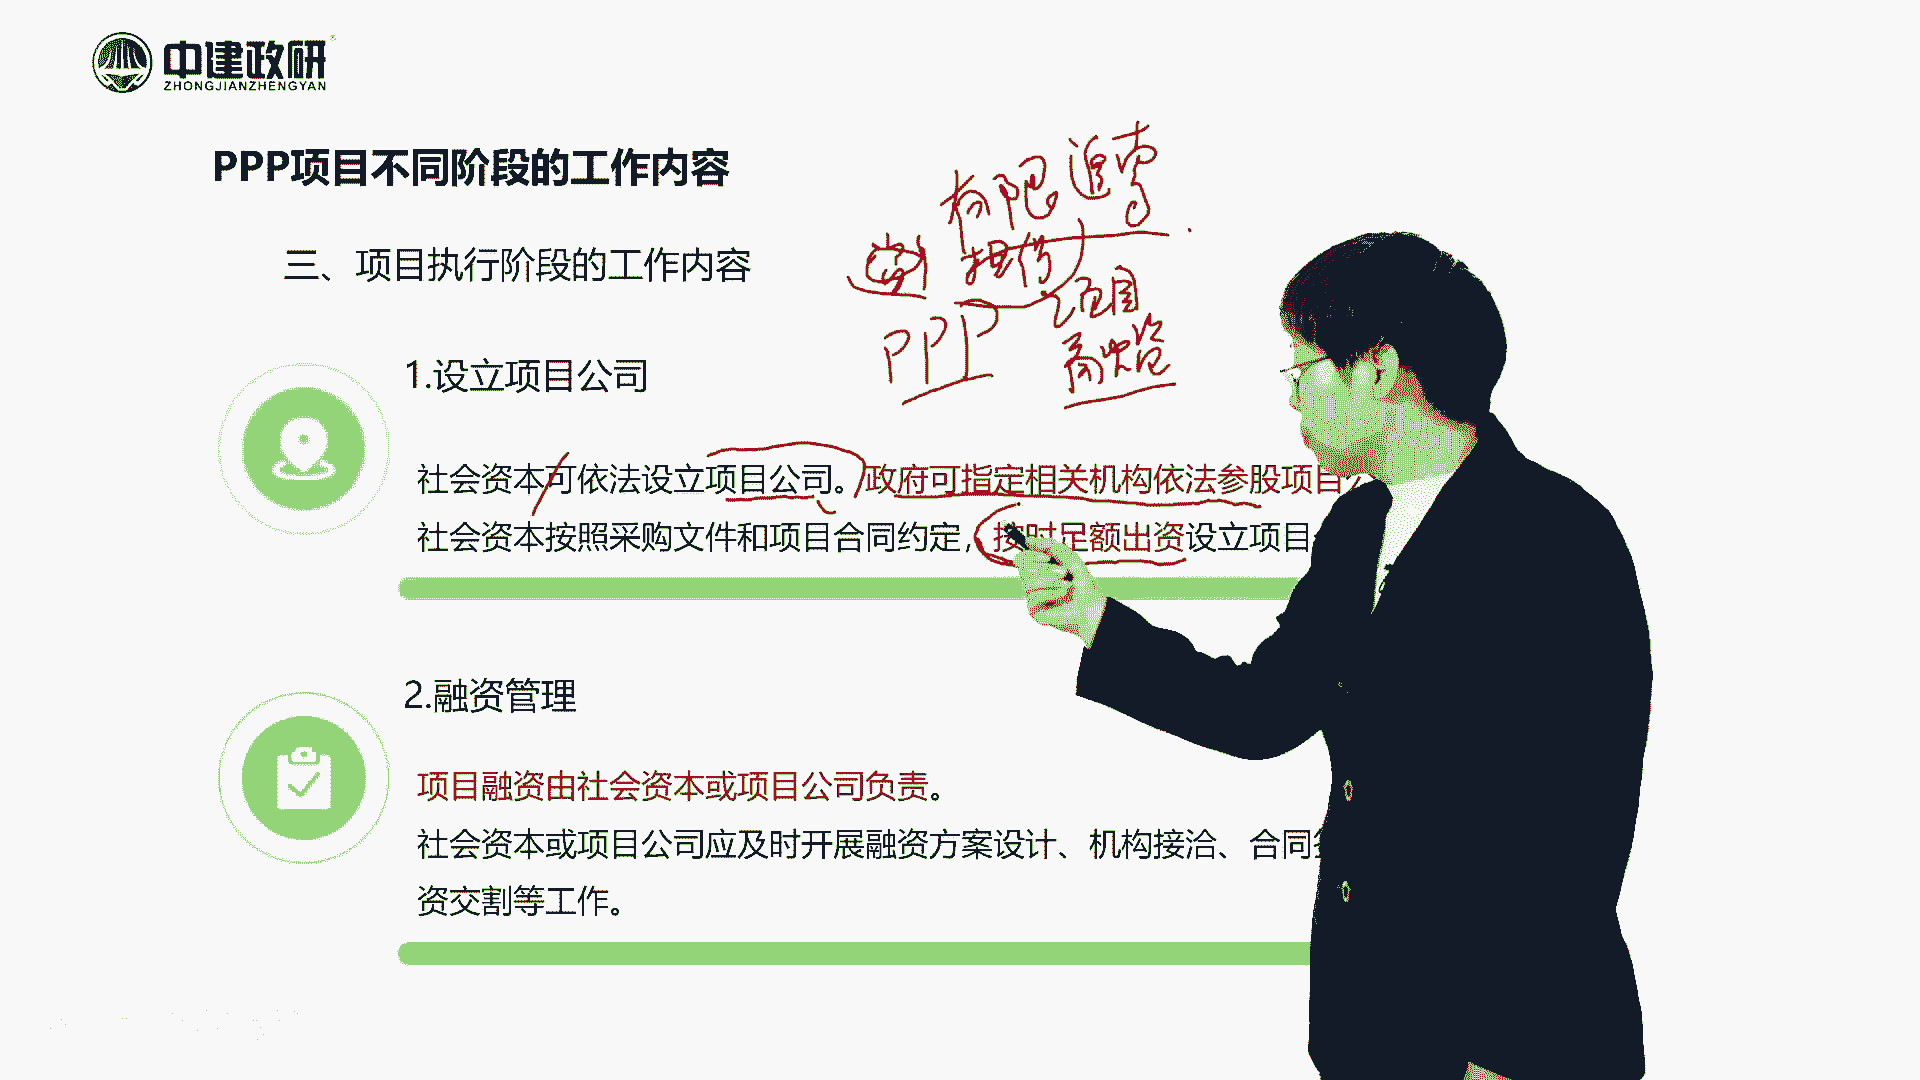 中建政研
ZHONGJIANZHENGYAN
PPP项目不同阶段的工作内容
有限追索
担保
PPP
项目
融资
三、项目执行阶段的工作内容
1.设立项目公司
社会资本可依法设立项目公司。政府可指定相关机构依法参股项目
社会资本按照采购文件和项目合同约定，按时足额出资设立项目
2.融资管理
项目融资由社会资本或项目公司负责。
社会资本或项目公司应及时开展融资方案设计、机构接洽、合同
资交割等工作。